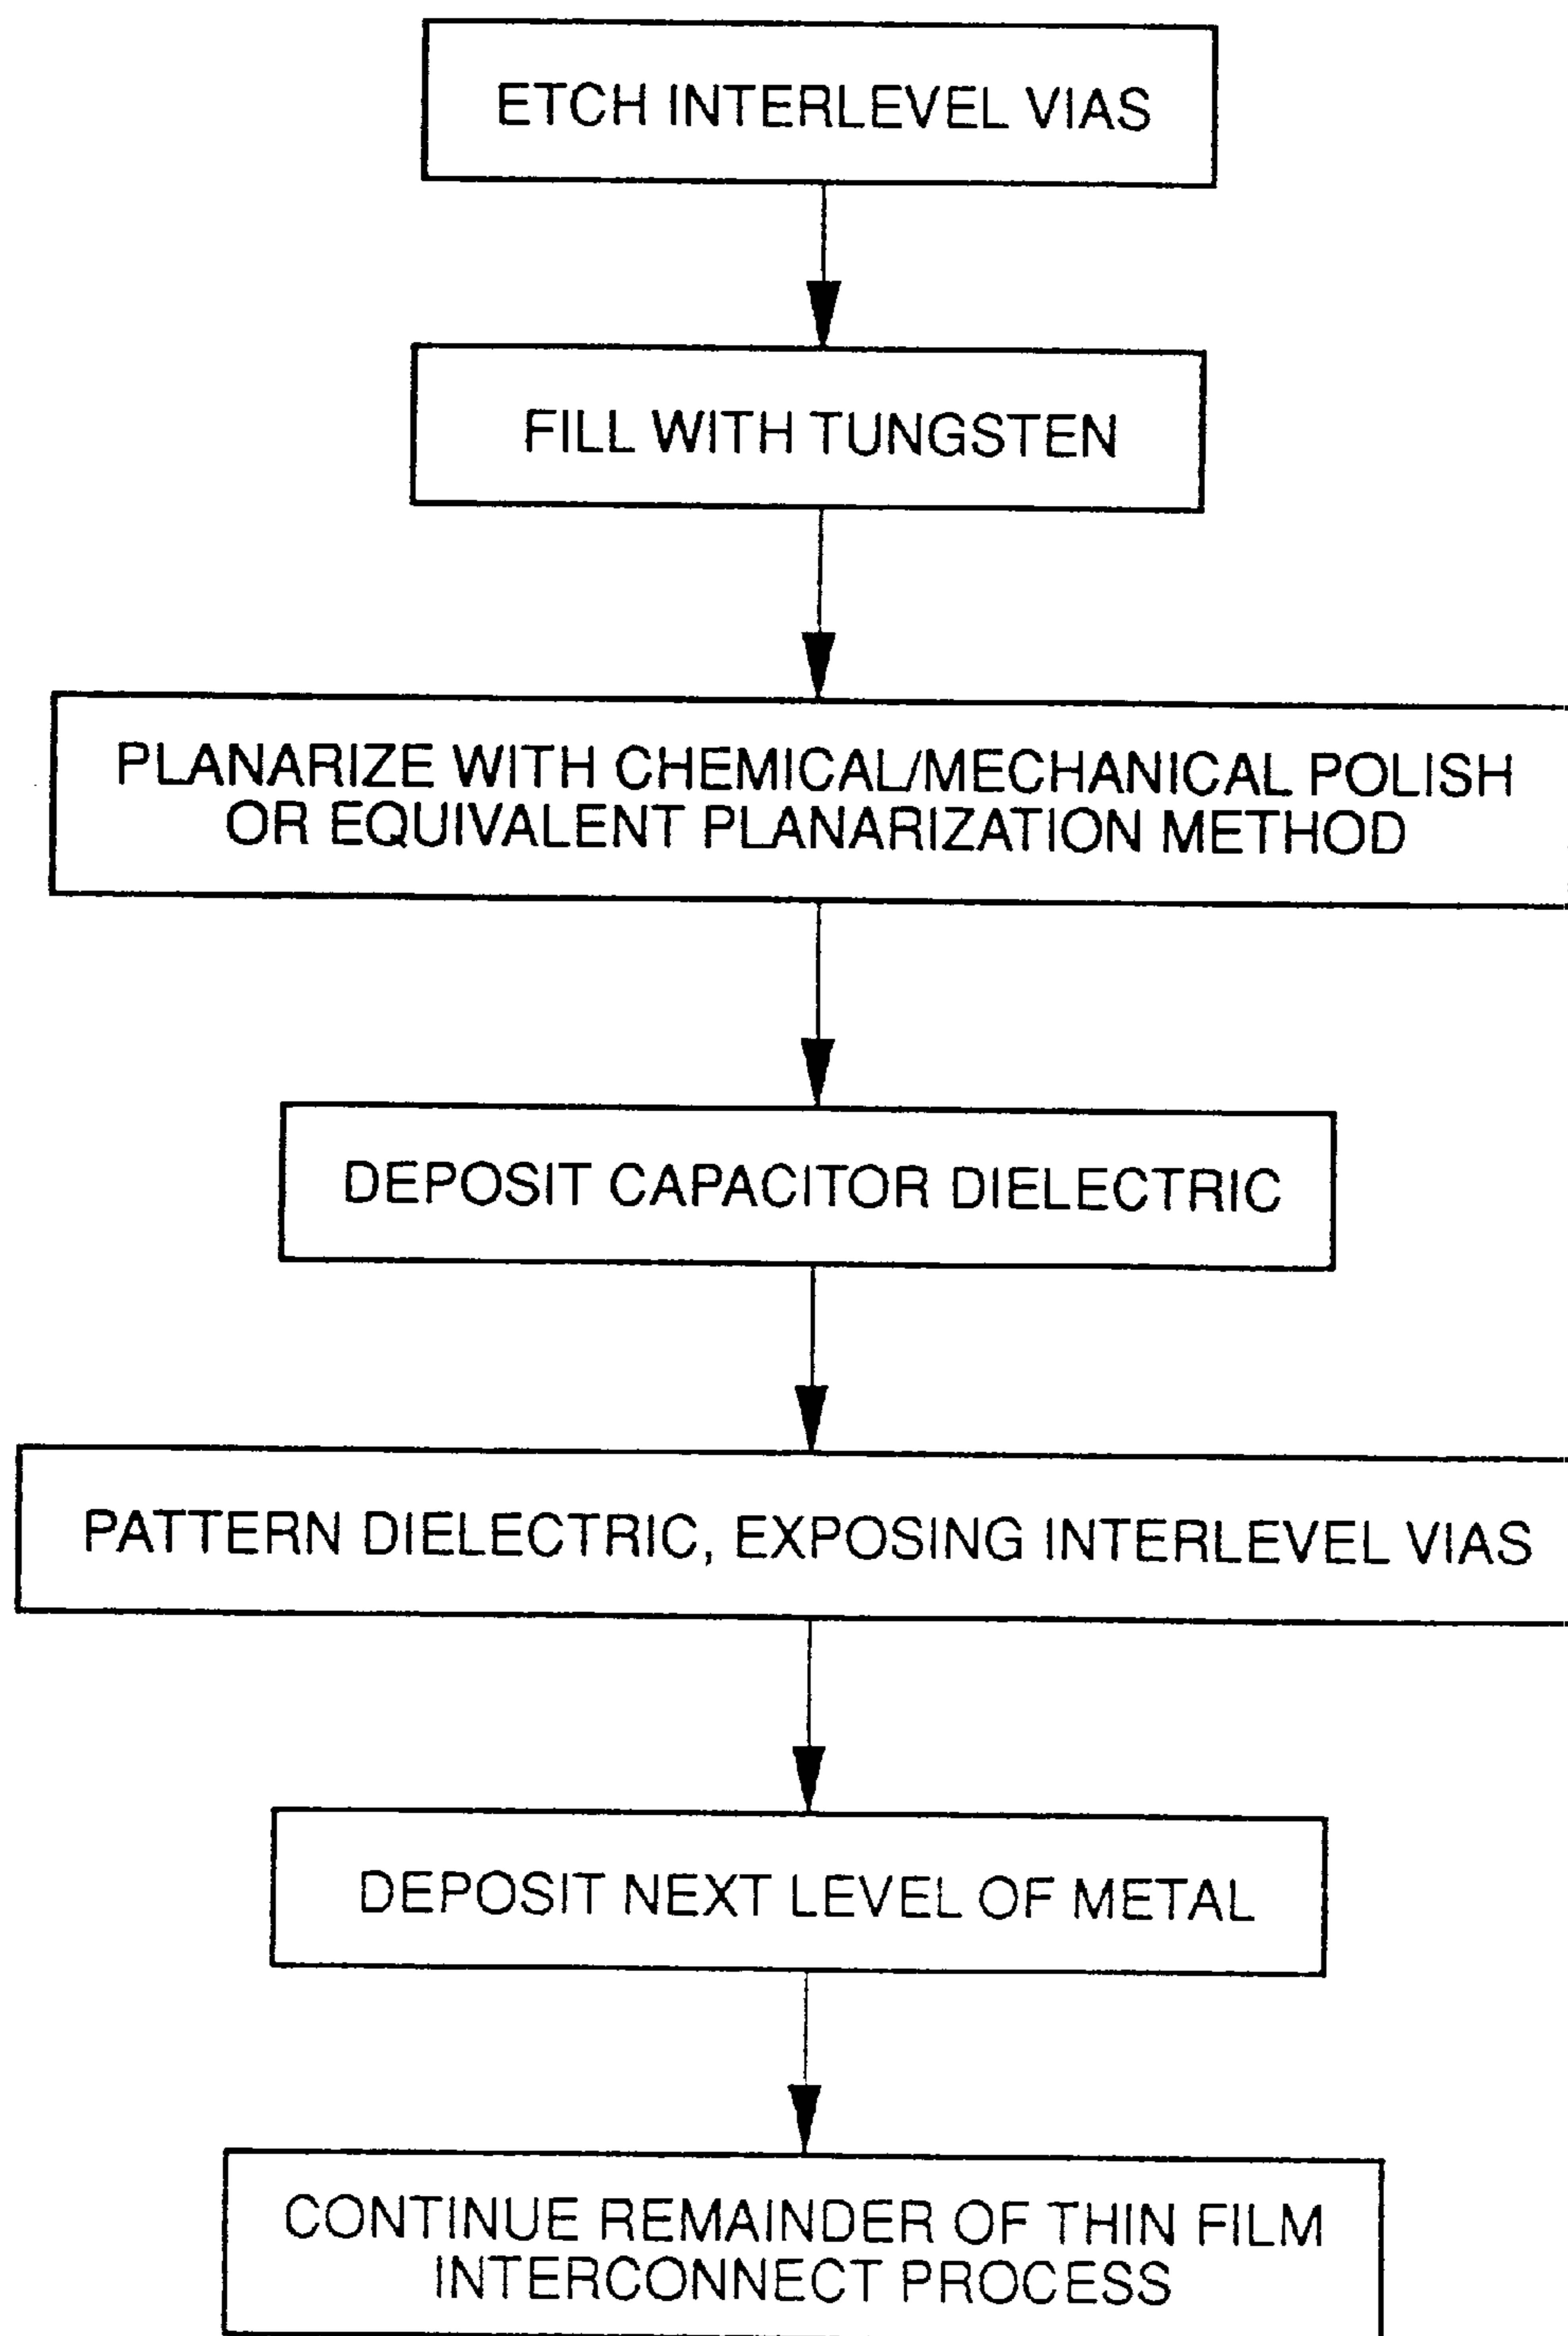 ETCH INTERLEVEL VIAS
FILL WITH TUNGSTEN
PLANARIZE WITH CHEMICAL/MECHANICAL POLISH
OR EQUIVALENT PLANARIZATION METHOD
DEPOSIT CAPACITOR DIELECTRIC
PATTERN DIELECTRIC, EXPOSING INTERLEVEL VIAS
DEPOSIT NEXT LEVEL OF METAL
CONTINUE REMAINDER OF THIN FILM
INTERCONNECT PROCESS